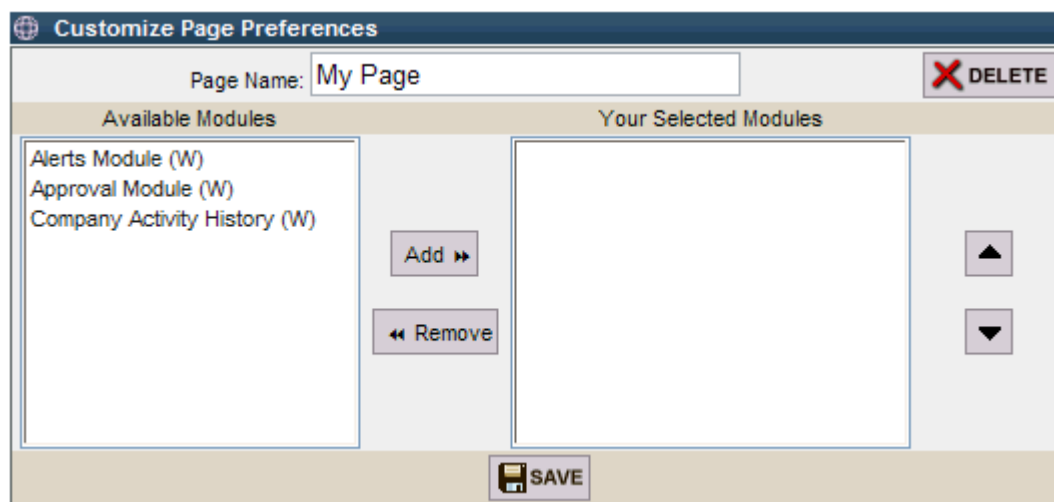 Customize Page Preferences
Page Name: My Page
DELETE
Available Modules
Your Selected Modules
Alerts Module (W)
Approval Module (W)
Company Activity History (W)
Add
Remove
SAVE